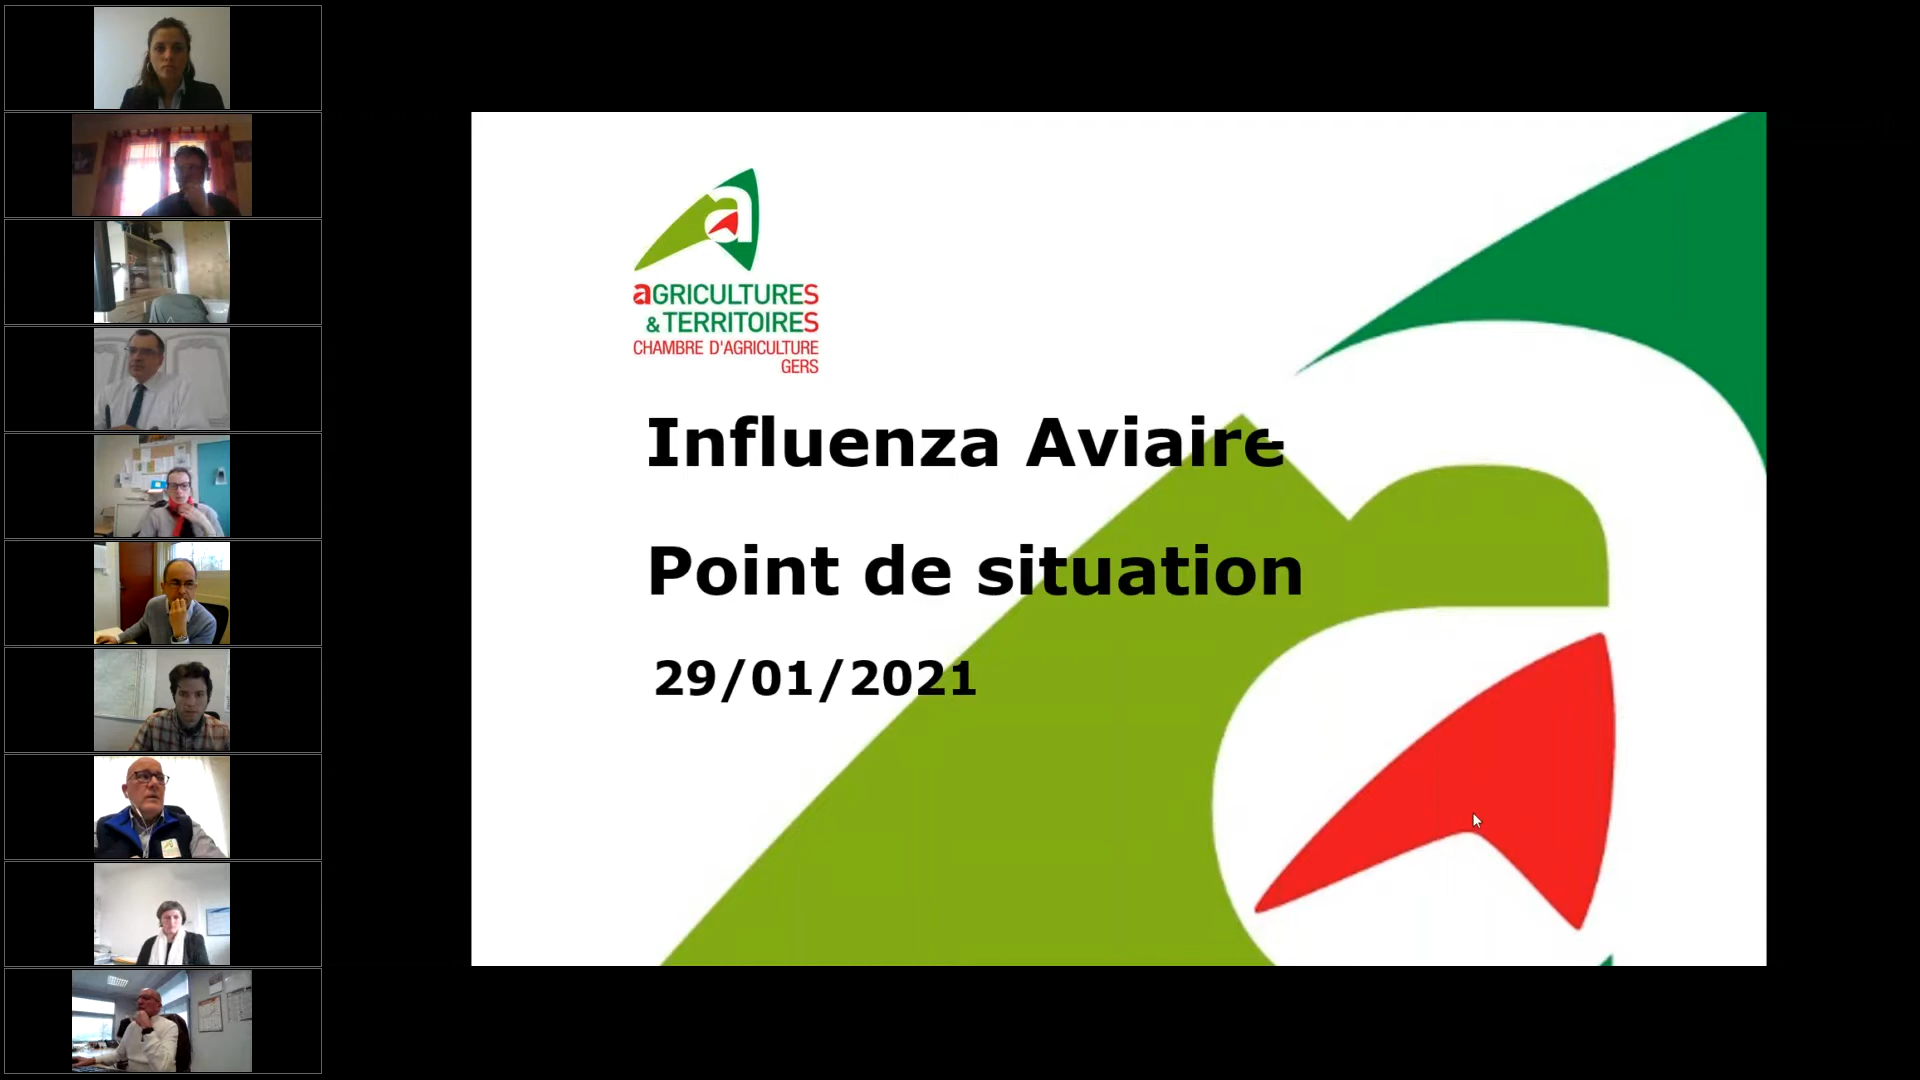 aGRICULTURES
& TERRITOIRES
CHAMBRE D'AGRICULTURE
GERS
Influenza Aviaire
Point de situation
29/01/2021